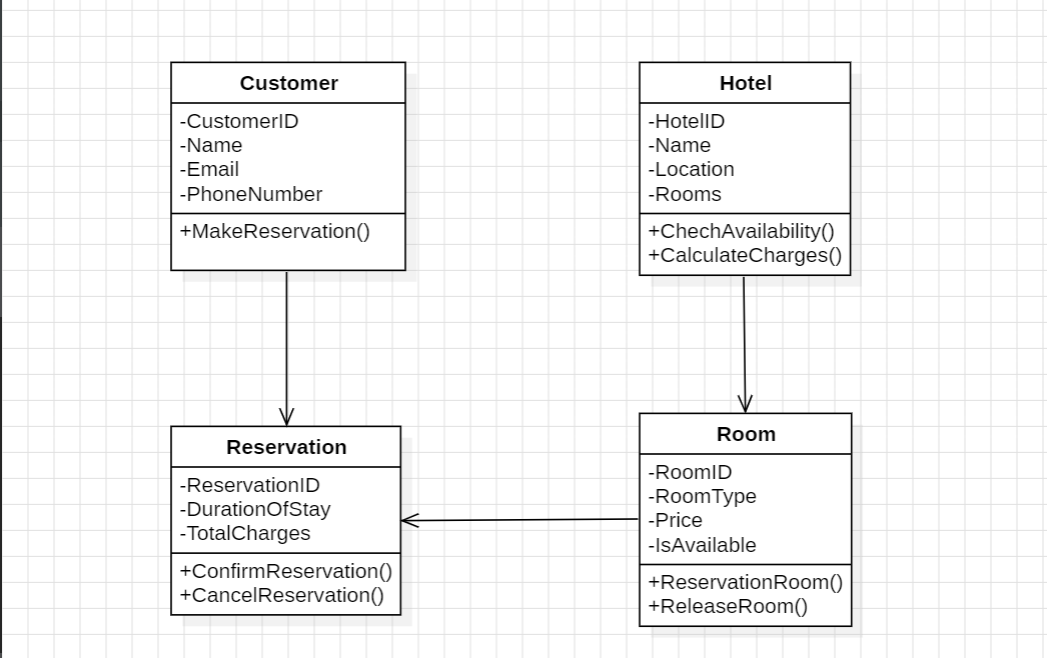 Customer
-CustomerID
-Name
-Email
-PhoneNumber
+MakeReservation()
Hotel
-HotelID
-Name
-Location
-Rooms
+ChechAvailability()
+CalculateCharges()
Reservation
-ReservationID
-DurationOfStay
-TotalCharges
+ConfirmReservation()
+CancelReservation()
Room
-RoomID
-RoomType
-Price
-IsAvailable
+ReservationRoom()
+ReleaseRoom()